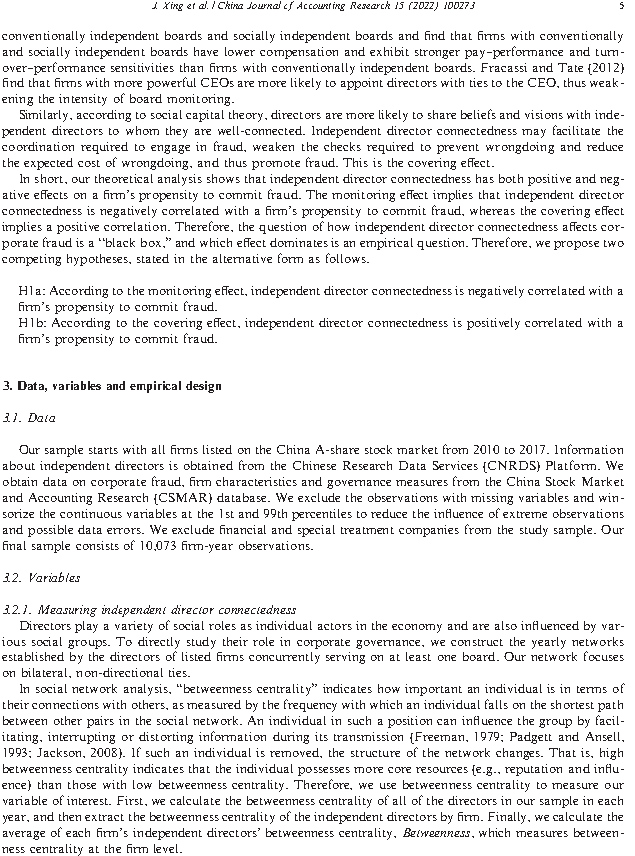 J. Xing et al. / China Journal of Accounting Research 15 (2022) 100273
5
conventionally independent boards and socially independent boards and find that firms with conventionally
and socially independent boards have lower compensation and exhibit stronger pay–performance and turn-
over–performance sensitivities than firms with conventionally independent boards. Fracassi and Tate (2012)
find that firms with more powerful CEOs are more likely to appoint directors with ties to the CEO, thus weak-
ening the intensity of board monitoring.
Similarly, according to social capital theory, directors are more likely to share beliefs and visions with inde-
pendent directors to whom they are well-connected. Independent director connectedness may facilitate the
coordination required to engage in fraud, weaken the checks required to prevent wrongdoing and reduce
the expected cost of wrongdoing, and thus promote fraud. This is the covering effect.
In short, our theoretical analysis shows that independent director connectedness has both positive and neg-
ative effects on a firm's propensity to commit fraud. The monitoring effect implies that independent director
connectedness is negatively correlated with a firm's propensity to commit fraud, whereas the covering effect
implies a positive correlation. Therefore, the question of how independent director connectedness affects cor-
porate fraud is a "black box," and which effect dominates is an empirical question. Therefore, we propose two
competing hypotheses, stated in the alternative form as follows.
H1a: According to the monitoring effect, independent director connectedness is negatively correlated with a
firm's propensity to commit fraud.
H1b: According to the covering effect, independent director connectedness is positively correlated with a
firm's propensity to commit fraud.
3. Data, variables and empirical design
3.1. Data
Our sample starts with all firms listed on the China A-share stock market from 2010 to 2017. Information
about independent directors is obtained from the Chinese Research Data Services (CNRDS) Platform. We
obtain data on corporate fraud, firm characteristics and governance measures from the China Stock Market
and Accounting Research (CSMAR) database. We exclude the observations with missing variables and win-
sorize the continuous variables at the 1st and 99th percentiles to reduce the influence of extreme observations
and possible data errors. We exclude financial and special treatment companies from the study sample. Our
final sample consists of 10,073 firm-year observations.
3.2. Variables
3.2.1. Measuring independent director connectedness
Directors play a variety of social roles as individual actors in the economy and are also influenced by var-
ious social groups. To directly study their role in corporate governance, we construct the yearly networks
established by the directors of listed firms concurrently serving on at least one board. Our network focuses
on bilateral, non-directional ties.
In social network analysis, "betweenness centrality" indicates how important an individual is in terms of
their connections with others, as measured by the frequency with which an individual falls on the shortest path
between other pairs in the social network. An individual in such a position can influence the group by facil-
itating, interrupting or distorting information during its transmission (Freeman, 1979; Padgett and Ansell,
1993; Jackson, 2008). If such an individual is removed, the structure of the network changes. That is, high
betweenness centrality indicates that the individual possesses more core resources (e.g., reputation and influ-
ence) than those with low betweenness centrality. Therefore, we use betweenness centrality to measure our
variable of interest. First, we calculate the betweenness centrality of all of the directors in our sample in each
year, and then extract the betweenness centrality of the independent directors by firm. Finally, we calculate the
average of each firm's independent directors' betweenness centrality, Betweenness, which measures between-
ness centrality at the firm level.